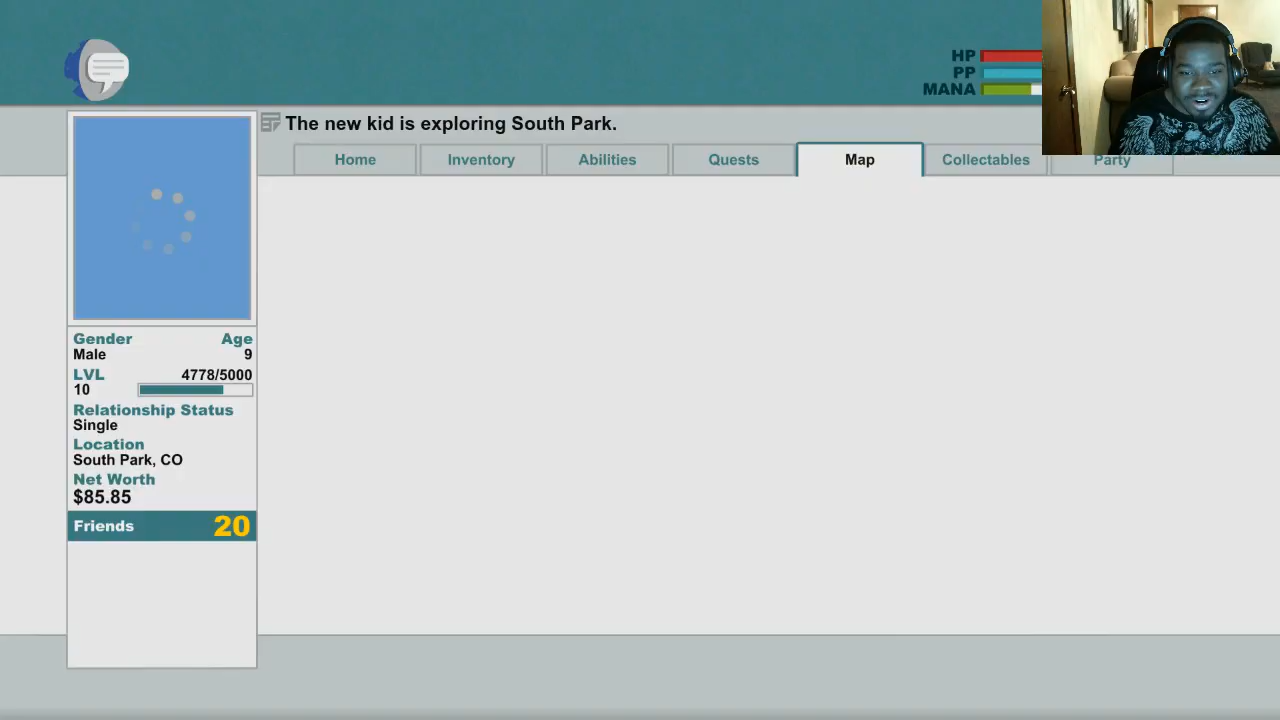 HP
PP
MANA
The new kid is exploring South Park.
Home Inventory Abilities Quests Map Collectables Party
Gender Age
Male 9
LVL 4778/5000
10
Relationship Status
Single
Location
South Park, CO
Net Worth
$85.85
Friends 20